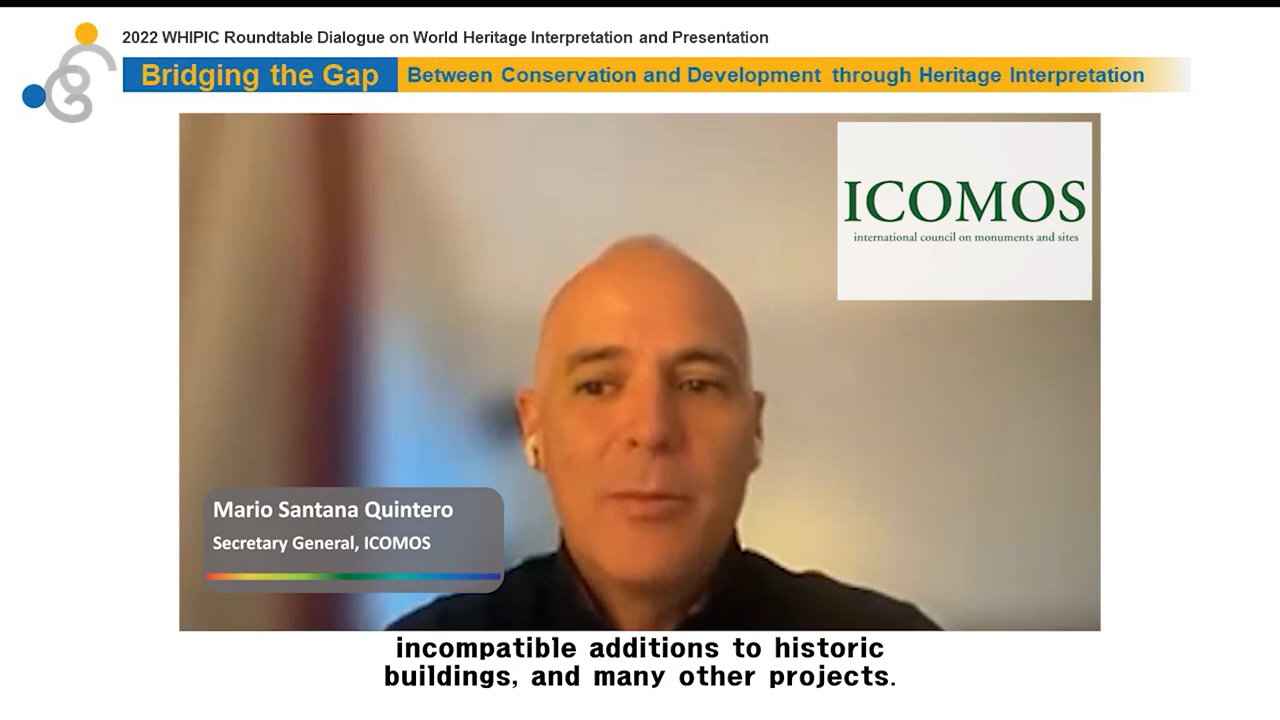 2022 WHIPIC Roundtable Dialogue on World Heritage Interpretation and Presentation
Bridging the Gap Between Conservation and Development through Heritage Interpretation
ICOMOS
international council on monuments and sites
Mario Santana Quintero
Secretary General, ICOMOS
incompatible additions to historic
buildings, and many other projects.